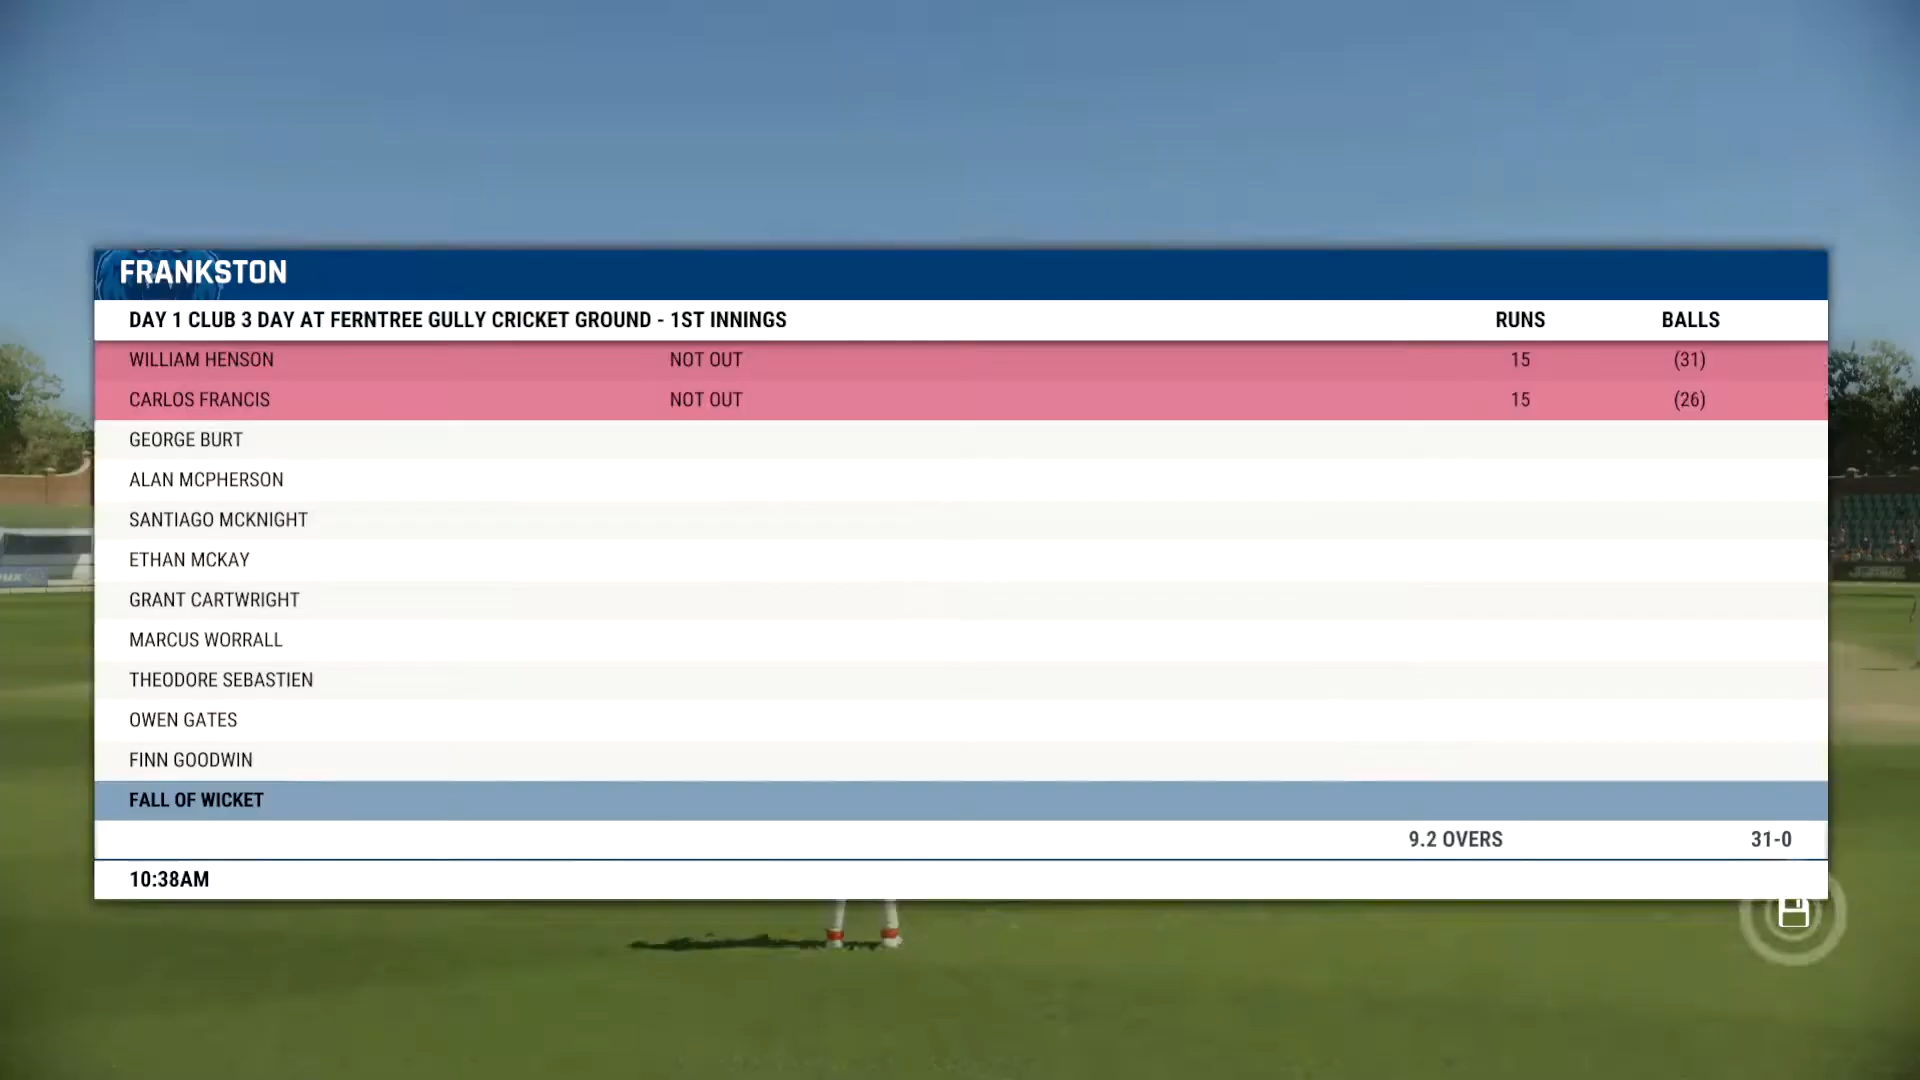 FRANKSTON
DAY 1 CLUB 3 DAY AT FERNTREE GULLY CRICKET GROUND - 1ST INNINGS RUNS BALLS
WILLIAM HENSON NOT OUT 15 (31)
CARLOS FRANCIS NOT OUT 15 (26)
GEORGE BURT
ALAN MCPHERSON
SANTIAGO MCKNIGHT
ETHAN MCKAY
GRANT CARTWRIGHT
MARCUS WORRALL
THEODORE SEBASTIEN
OWEN GATES
FINN GOODWIN
FALL OF WICKET
9.2 OVERS 31-0
10:38AM